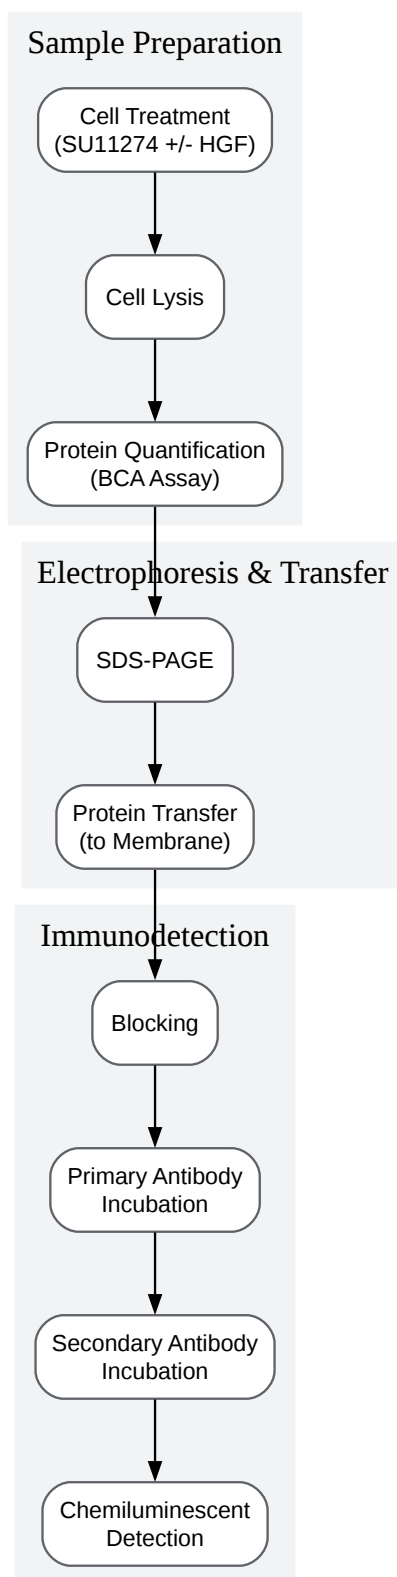 Sample Preparation
Cell Treatment
(SU11274 +/- HGF)
Cell Lysis
Protein Quantification
(BCA Assay)
Electrophoresis & Transfer
SDS-PAGE
Protein Transfer
(to Membrane)
Immunodetection
Blocking
Primary Antibody
Incubation
Secondary Antibody
Incubation
Chemiluminescent
Detection